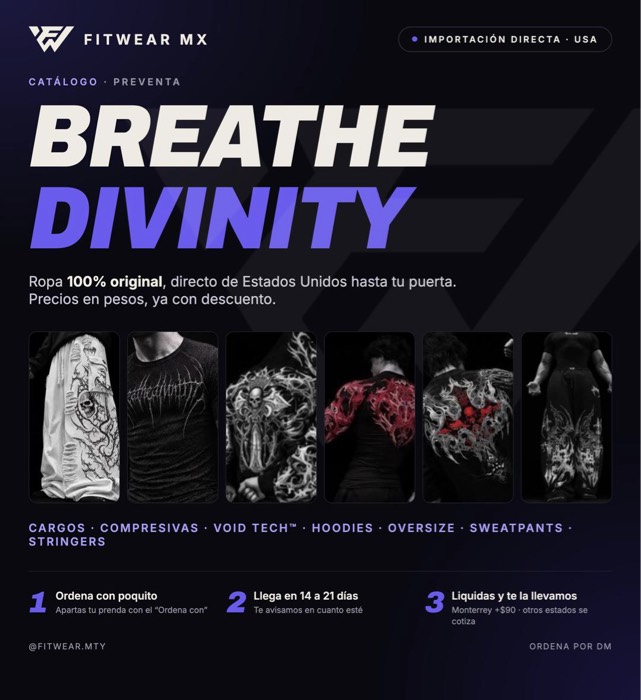 FITWEAR MX
IMPORTACIÓN DIRECTA · USA
CATÁLOGO · PREVENTA
BREATHE
DIVINITY
Ropa 100% original, directo de Estados Unidos hasta tu puerta.
Precios en pesos, ya con descuento.
breathedivinity
CARGOS · COMPRESIVAS · VOID TECH™ · HOODIES · OVERSIZE · SWEATPANTS ·
STRINGERS
1 Ordena con poquito
Apartas tu prenda con el "Ordena con"
2 Llega en 14 a 21 días
Te avisamos en cuanto esté
3 Liquidas y te la llevamos
Monterrey +$90 · otros estados se
cotiza
@FITWEAR.MTY
ORDENA POR DM